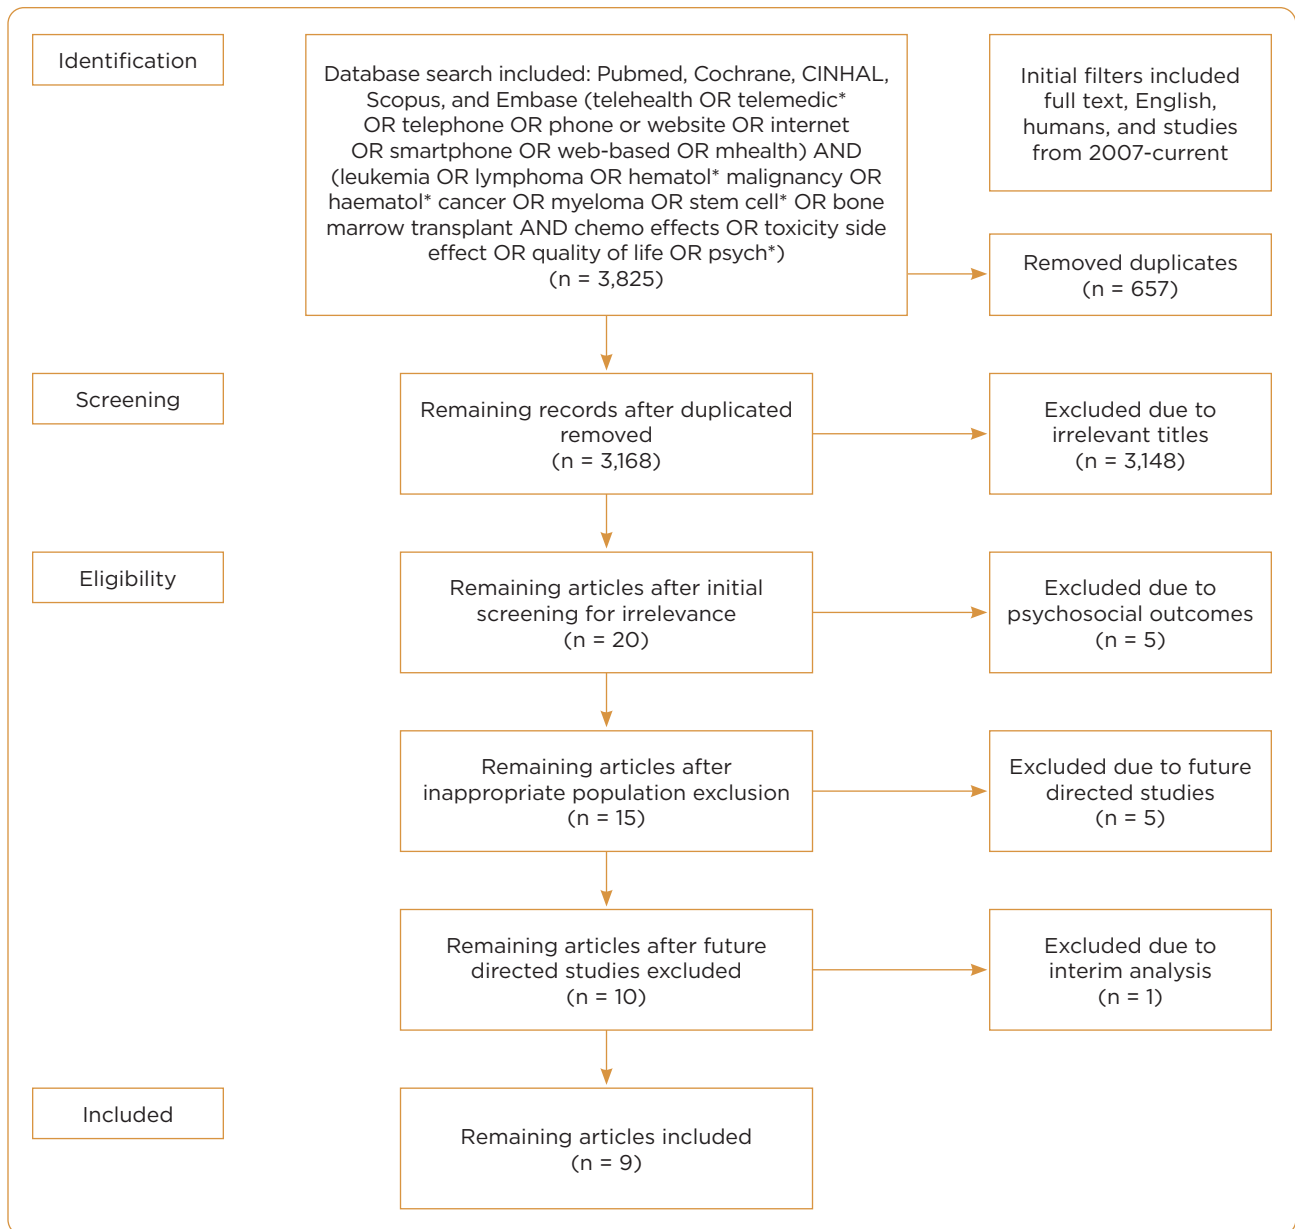 Identification
Database search included: Pubmed, Cochrane, CINHAL,
Scopus, and Embase (telehealth OR telemedic*
OR telephone OR phone or website OR internet
OR smartphone OR web-based OR mhealth) AND
(leukemia OR lymphoma OR hematol* malignancy OR
haematol* cancer OR myeloma OR stem cell* OR bone
marrow transplant AND chemo effects OR toxicity side
effect OR quality of life OR psych*)
(n = 3,825)
Initial filters included
full text, English,
humans, and studies
from 2007-current
Removed duplicates
(n = 657)
Screening
Remaining records after duplicated
removed
(n = 3,168)
Excluded due to
irrelevant titles
(n = 3,148)
Eligibility
Remaining articles after initial
screening for irrelevance
(n = 20)
Excluded due to
psychosocial outcomes
(n = 5)
Remaining articles after
inappropriate population exclusion
(n = 15)
Excluded due to future
directed studies
(n = 5)
Remaining articles after future
directed studies excluded
(n = 10)
Excluded due to
interim analysis
(n = 1)
Included
Remaining articles included
(n = 9)